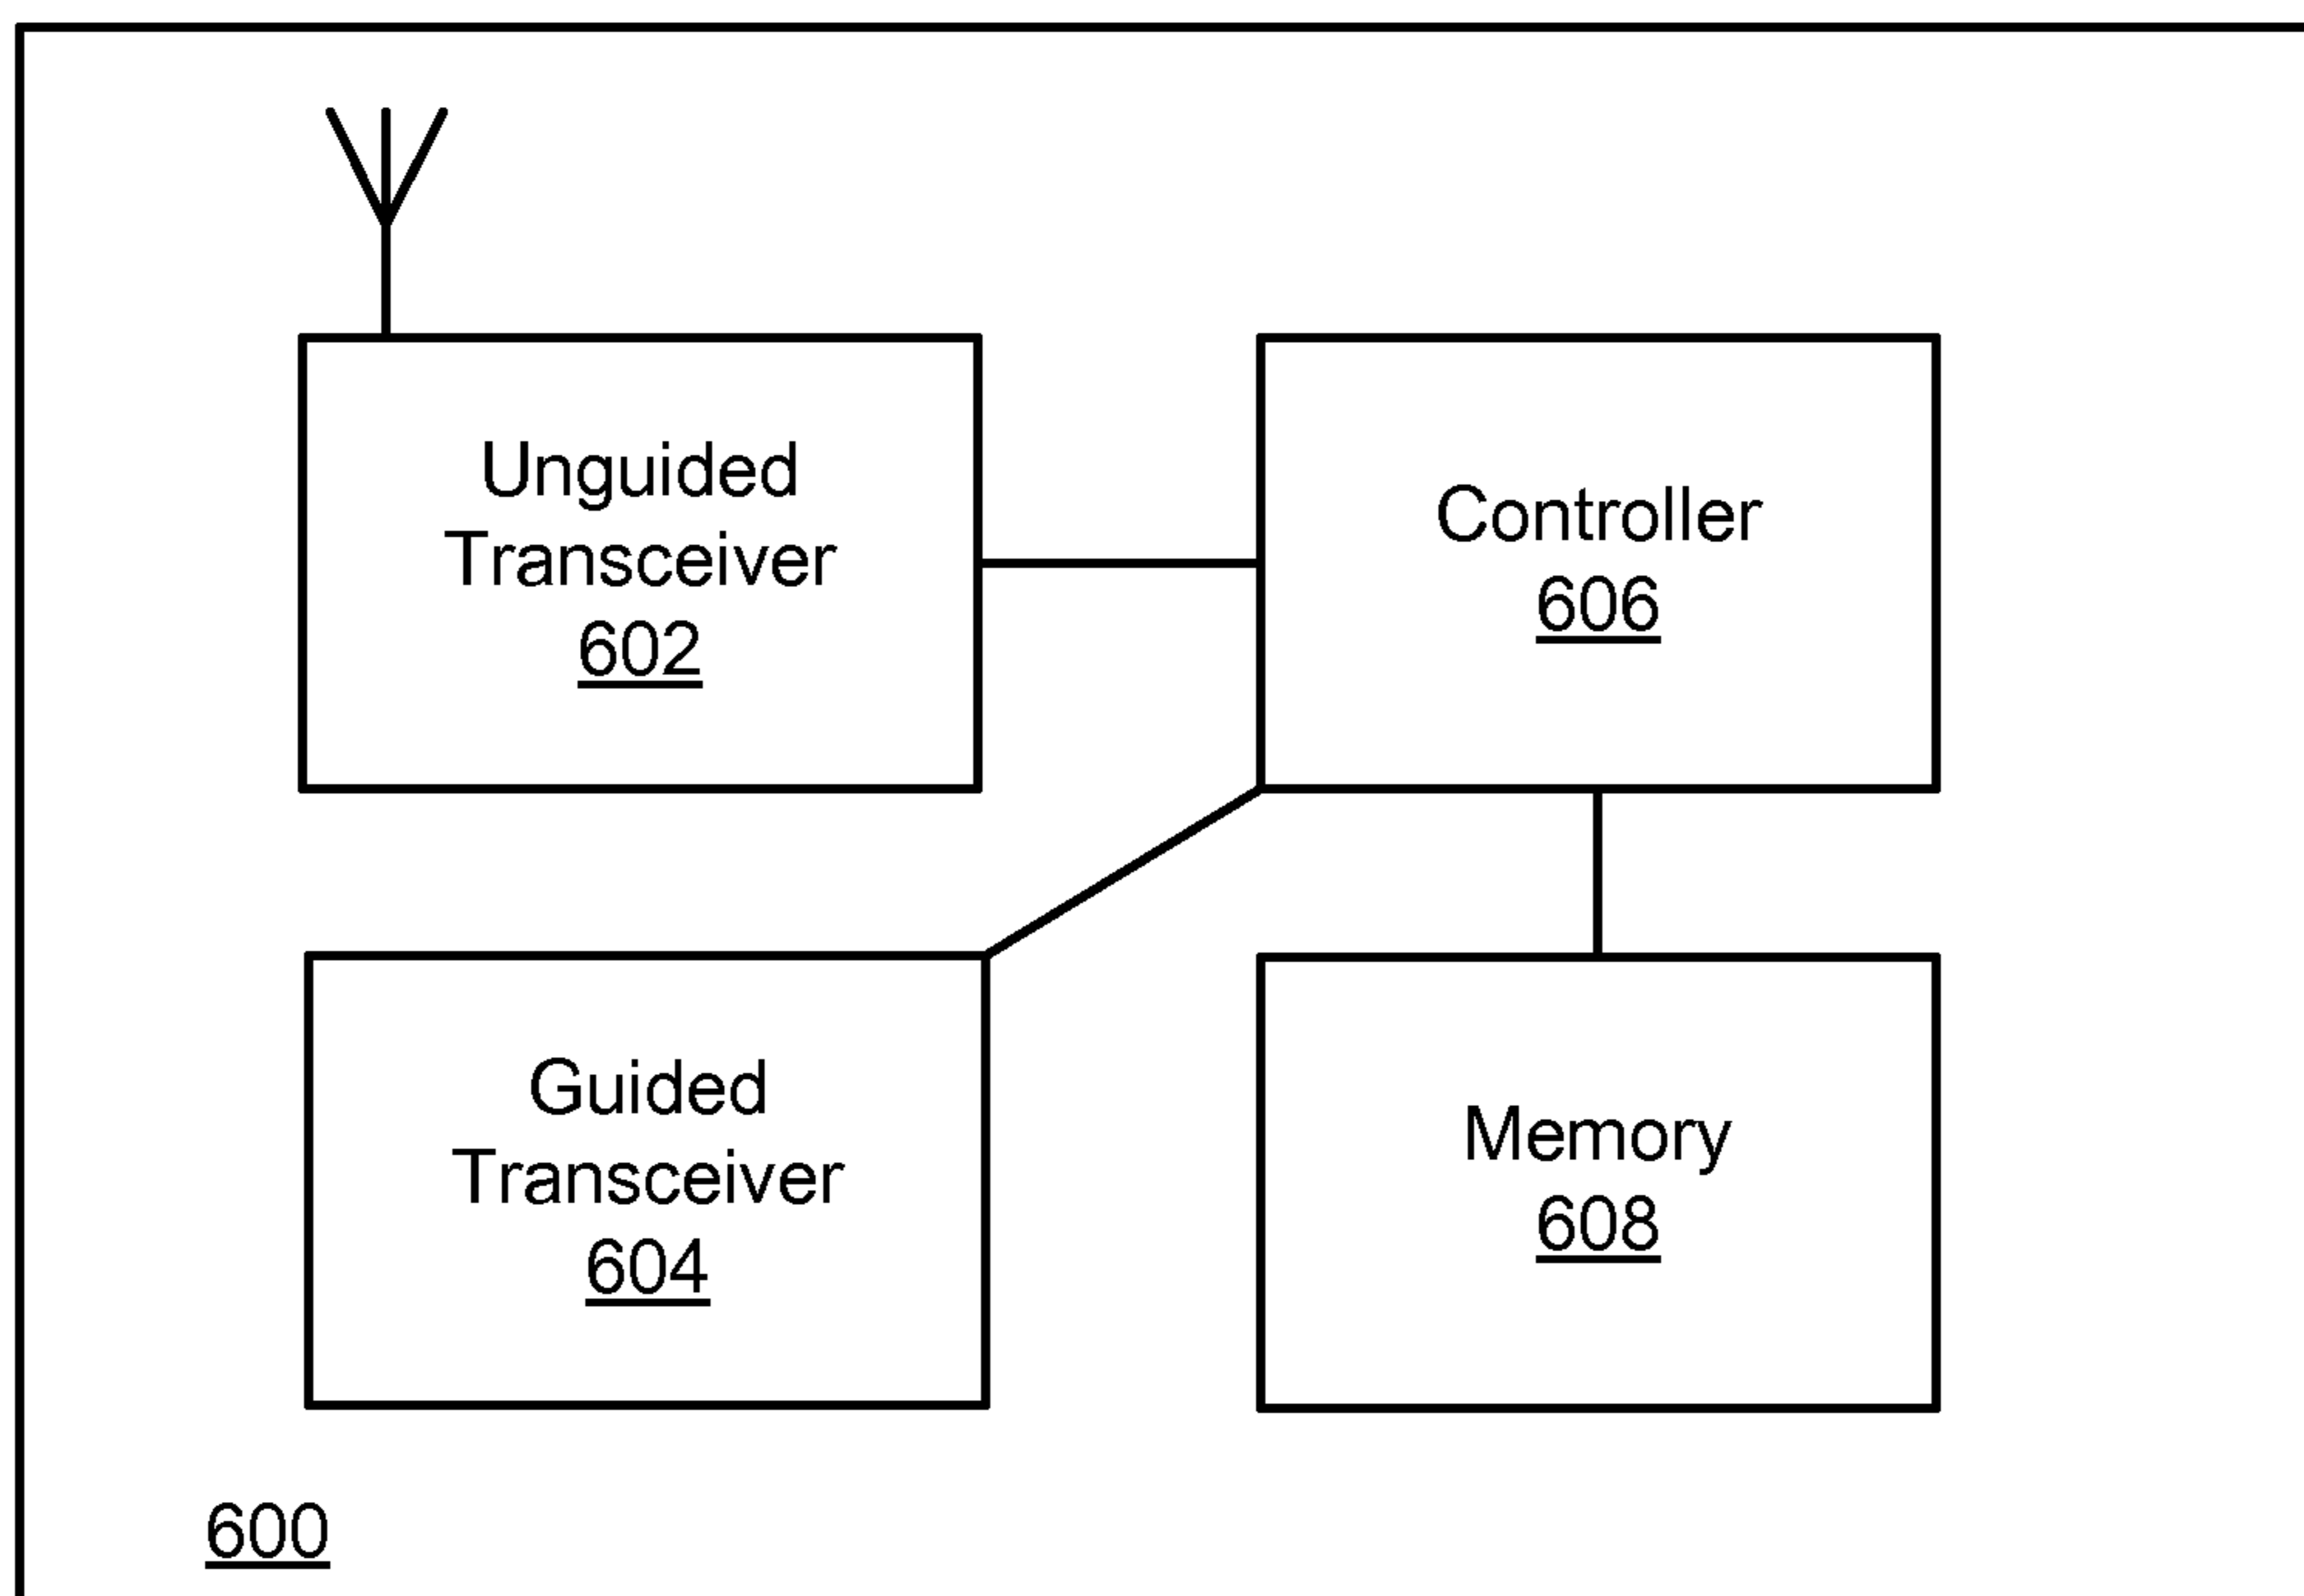 Unguided
Transceiver
602
Controller
606
Guided
Transceiver
604
Memory
608
600